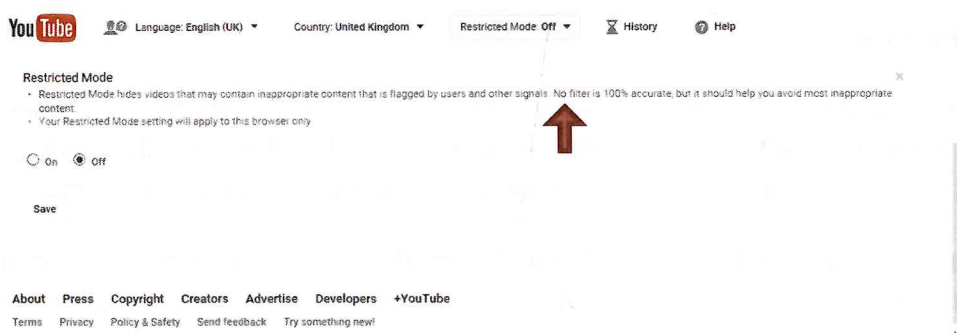 YouTube Language: English (UK) Country: United Kingdom Restricted Mode: Off History Help
Restricted Mode
Restricted Mode hides videos that may contain inappropriate content that is flagged by users and other signals. No filter is 100% accurate, but it should help you avoid most inappropriate
content.
Your Restricted Mode setting will apply to this browser only
On Off
Save
About Press Copyright Creators Advertise Developers +YouTube
Terms Privacy Policy & Safety Send feedback Try something new!